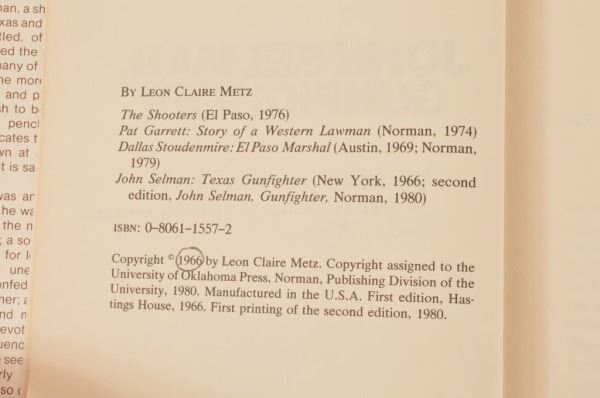 BY LEON CLAIRE METZ
The Shooters (El Paso, 1976)
Pat Garrett: Story of a Western Lawman (Norman, 1974)
Dallas Stoudenmire: El Paso Marshal (Austin, 1969; Norman,
1979)
John Selman: Texas Gunfighter (New York, 1966; second
edition, John Selman, Gunfighter, Norman, 1980)
ISBN: 0-8061-1557-2
Copyright © 1966 by Leon Claire Metz. Copyright assigned to the
University of Oklahoma Press, Norman, Publishing Division of the
University, 1980. Manufactured in the U.S.A. First edition, Has-
tings House, 1966. First printing of the second edition, 1980.